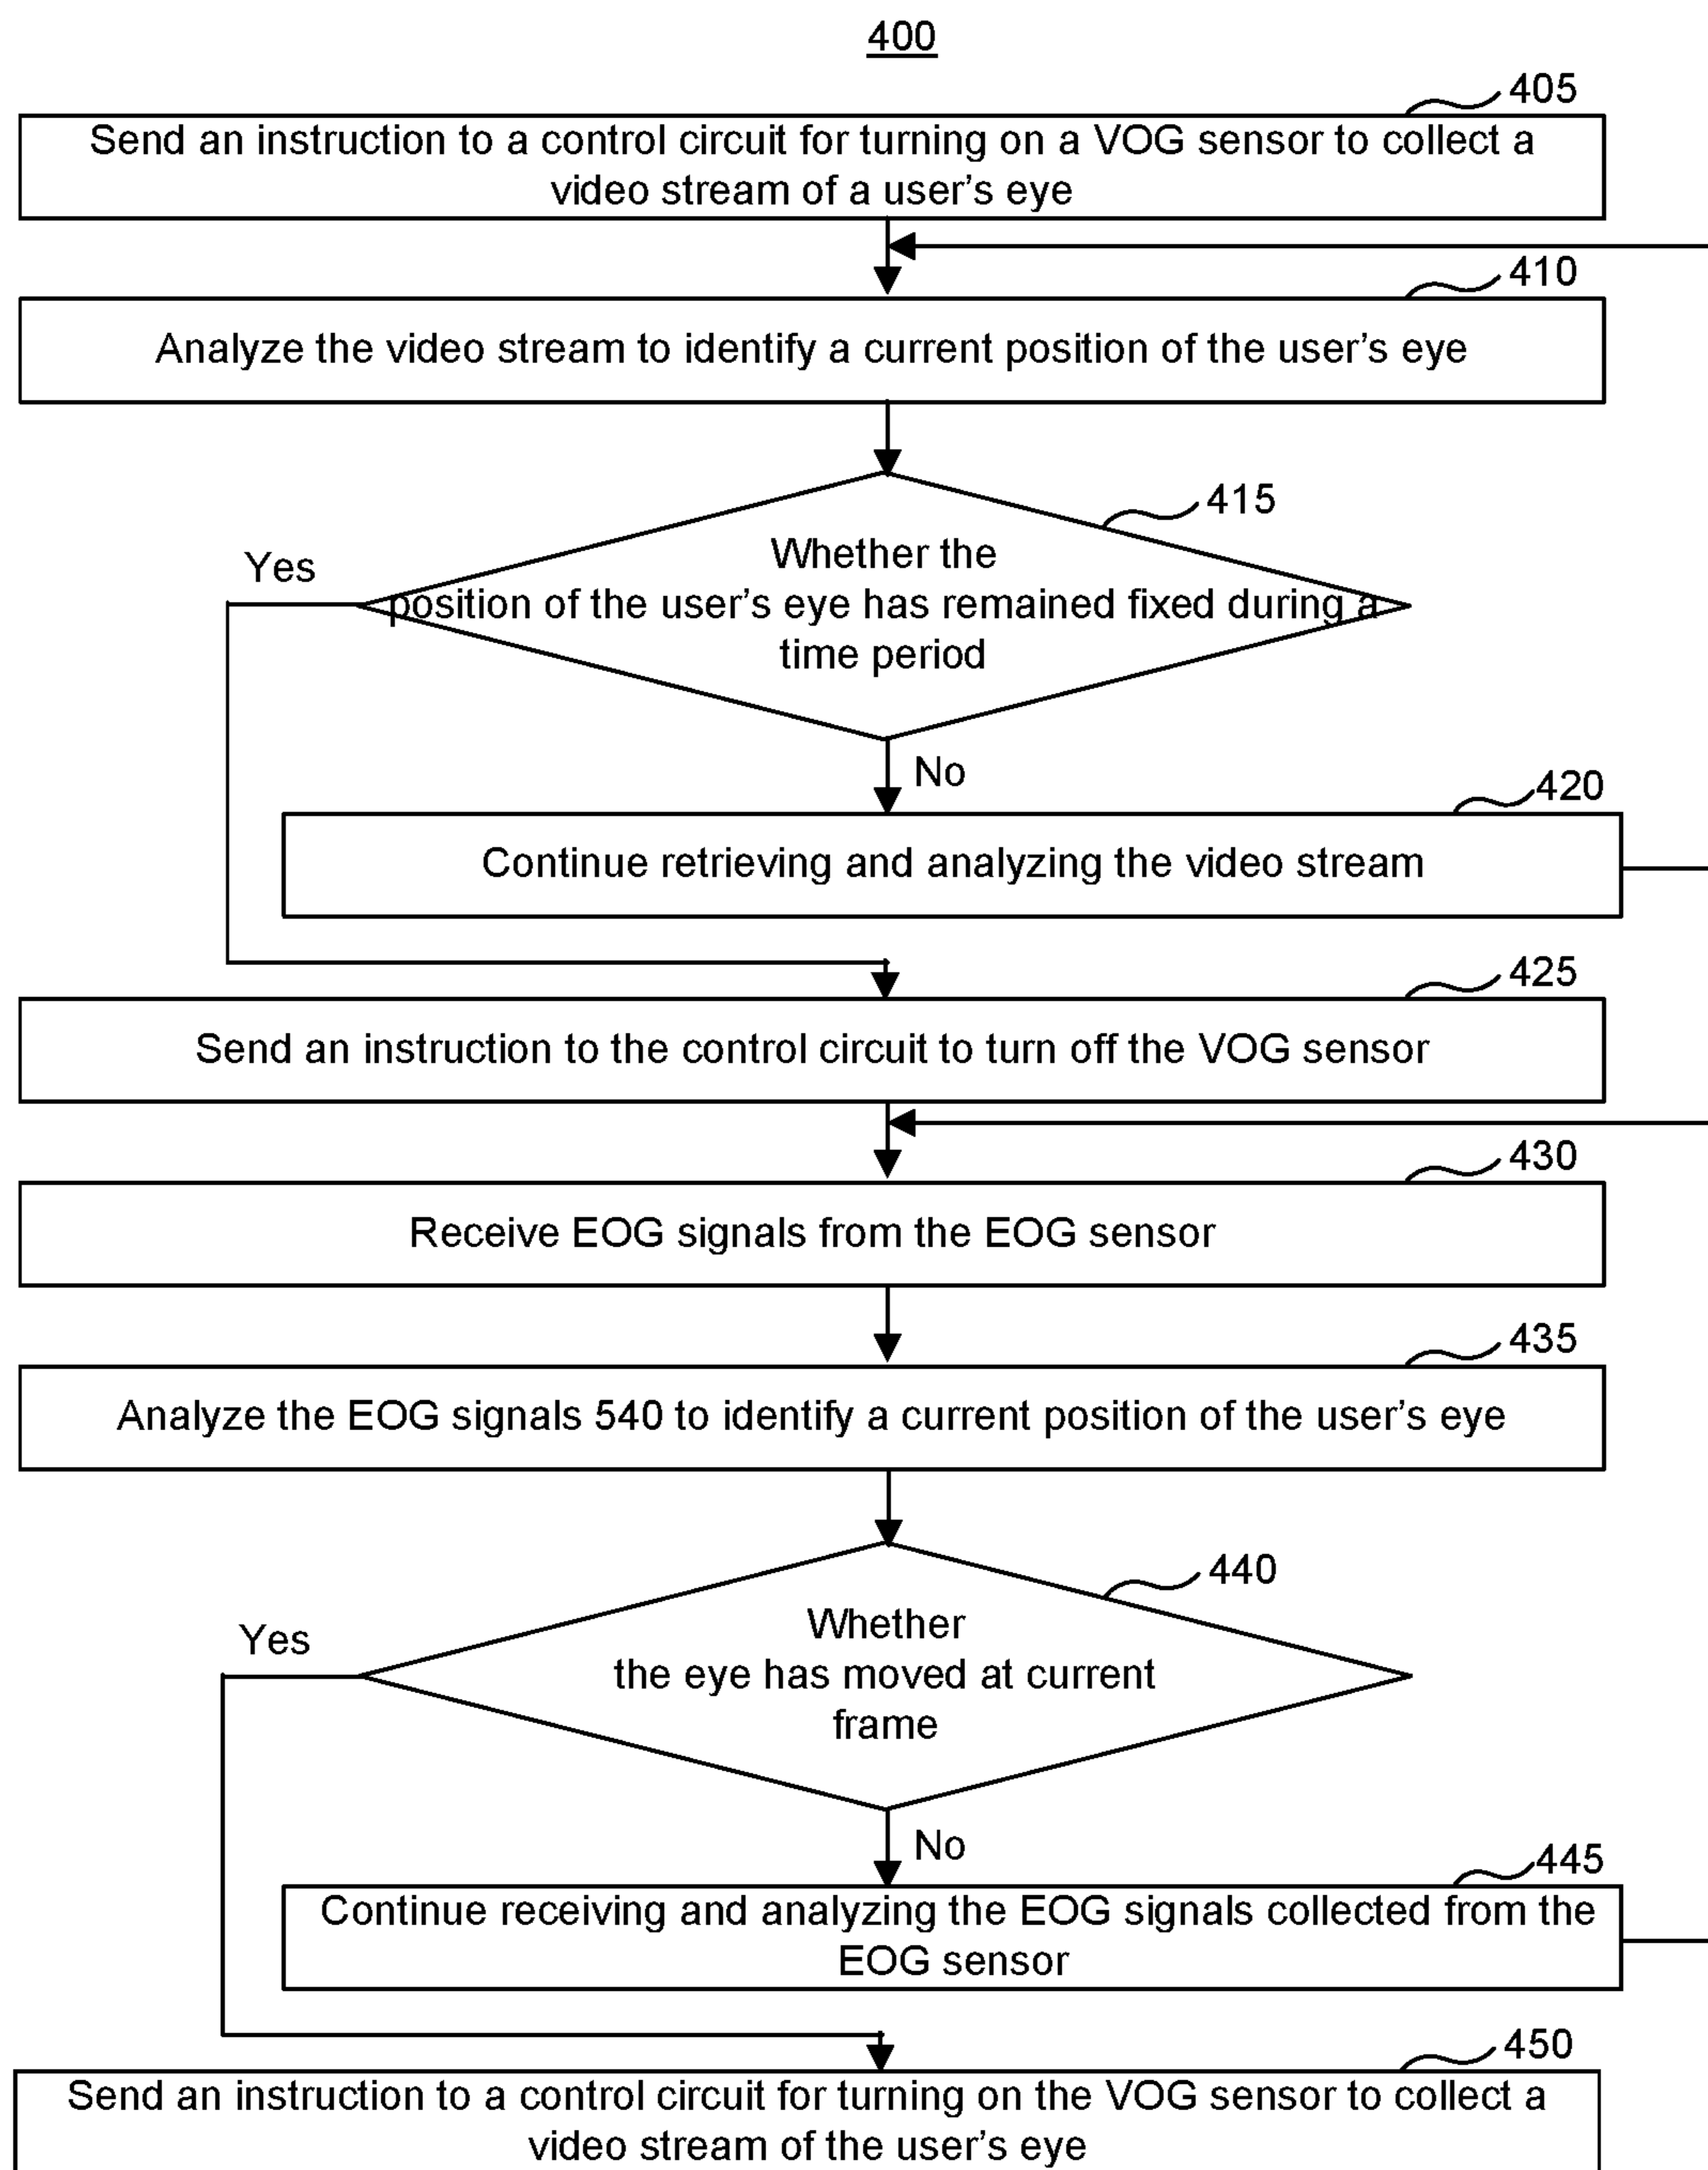 400
405
Send an instruction to a control circuit for turning on a VOG sensor to collect a
video stream of a user's eye
410
Analyze the video stream to identify a current position of the user's eye
415
Whether the
position of the user's eye has remained fixed during a
time period
Yes
No
420
Continue retrieving and analyzing the video stream
425
Send an instruction to the control circuit to turn off the VOG sensor
430
Receive EOG signals from the EOG sensor
435
Analyze the EOG signals 540 to identify a current position of the user's eye
440
Whether
the eye has moved at current
frame
Yes
No
445
Continue receiving and analyzing the EOG signals collected from the
EOG sensor
450
Send an instruction to a control circuit for turning on the VOG sensor to collect a
video stream of the user's eye